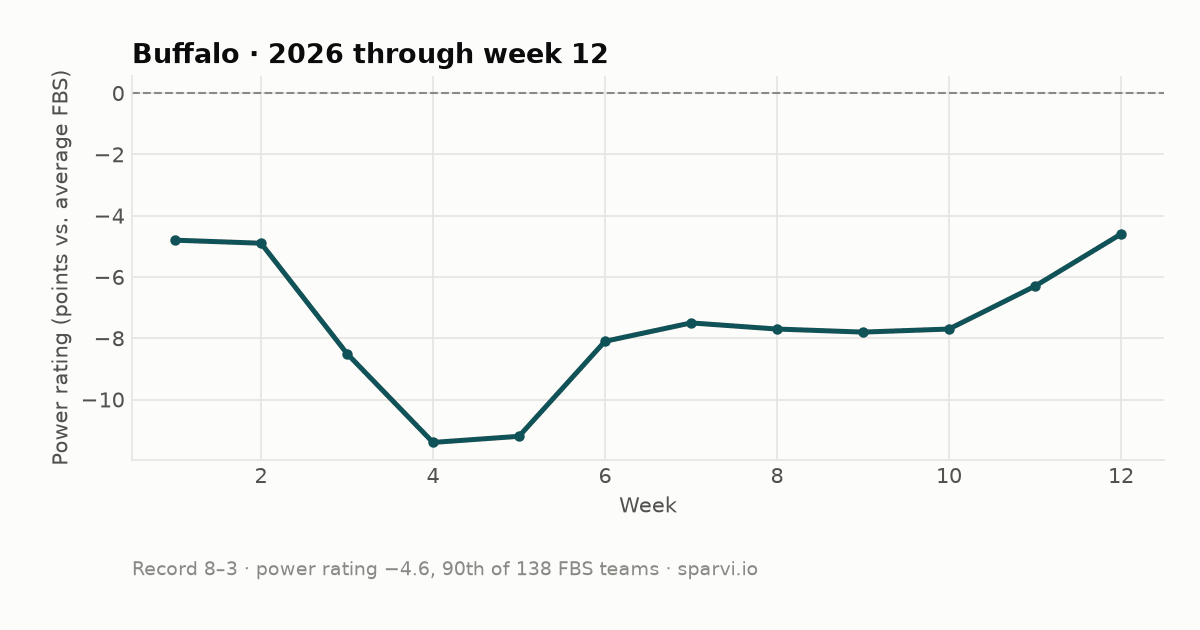 Buffalo · 2026 through week 12
Power rating (points vs. average FBS)
0
−2
−4
−6
−8
−10
2 4 6 8 10 12
Week
Record 8–3 · power rating −4.6, 90th of 138 FBS teams · sparvi.io